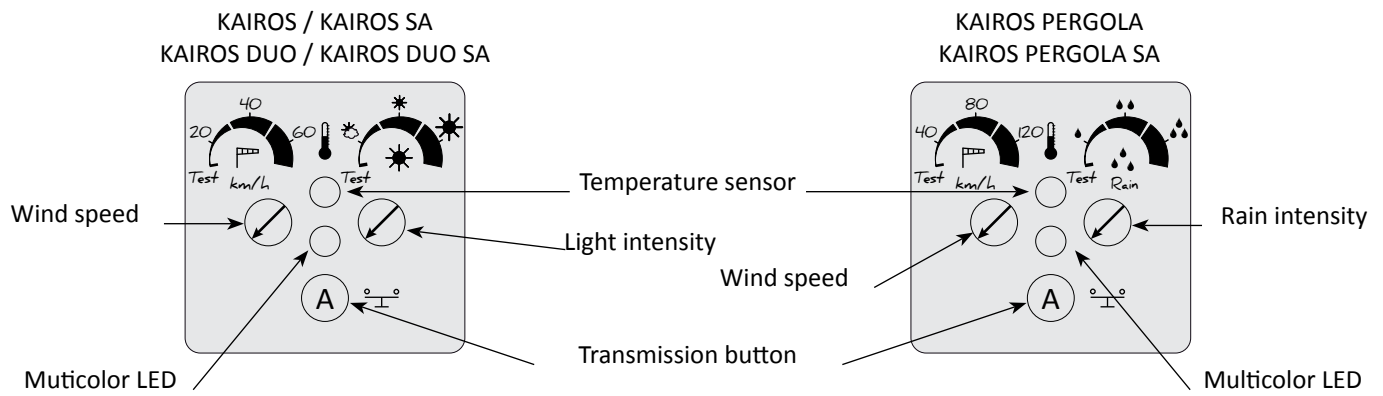 KAIROS / KAIROS SA
KAIROS DUO / KAIROS DUO SA
KAIROS PERGOLA
KAIROS PERGOLA SA
20
40
60
Test
km/h
Test
40
80
120
Test
km/h
Test
Rain
Temperature sensor
Wind speed
Light intensity
Wind speed
Rain intensity
A
A
Transmission button
Muticolor LED
Multicolor LED